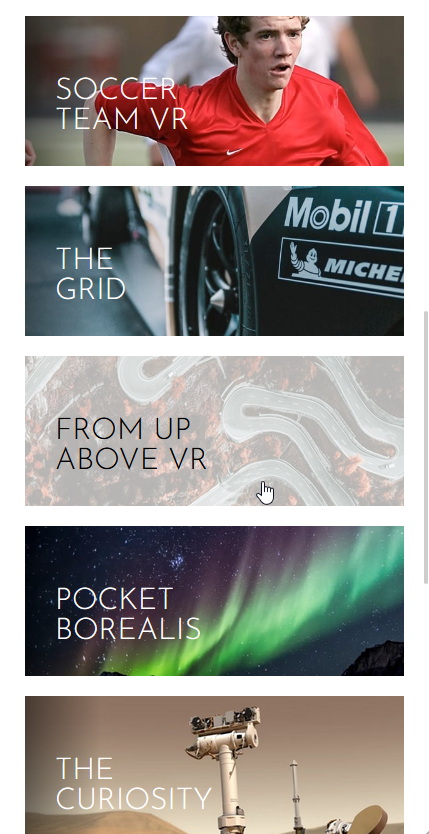 SOCCER
TEAM VR
THE
GRID
Mobil 1
MICHE
FROM UP
ABOVE VR
POCKET
BOREALIS
THE
CURIOSITY